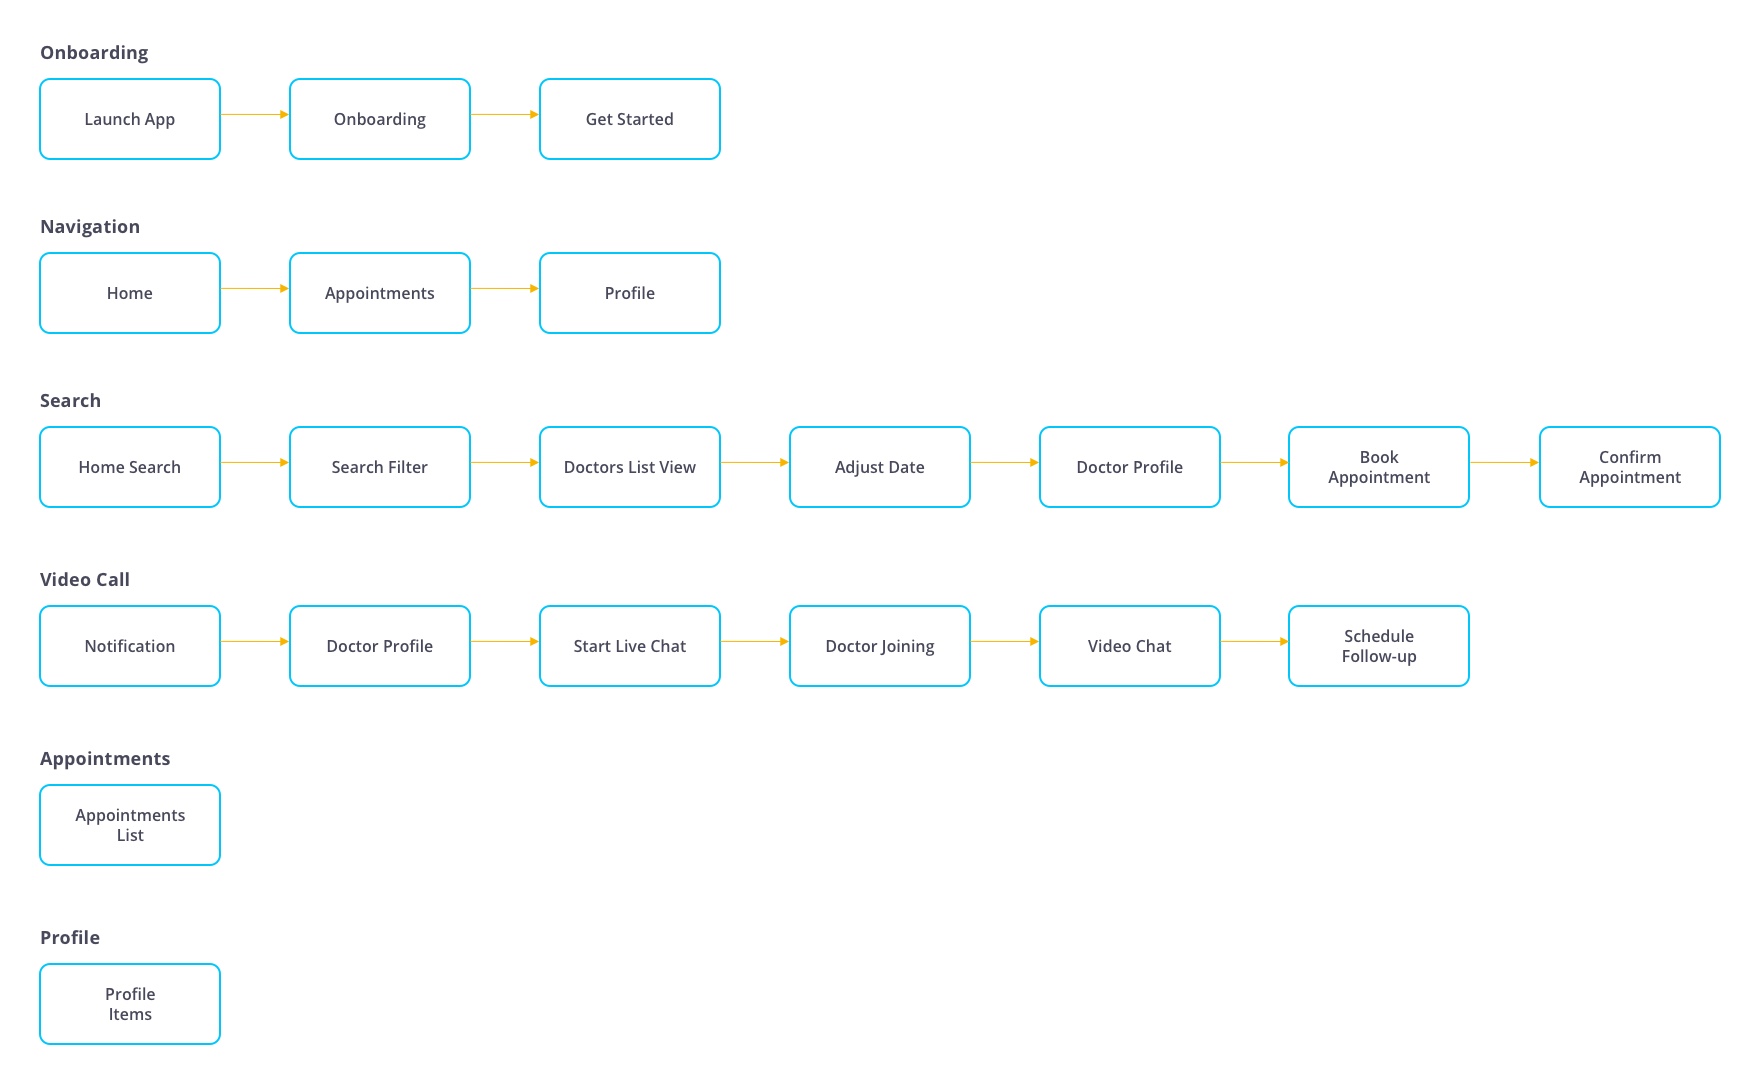 Onboarding
Launch App
Onboarding
Get Started
Navigation
Home
Appointments
Profile
Search
Home Search
Search Filter
Doctors List View
Adjust Date
Doctor Profile
Book
Appointment
Confirm
Appointment
Video Call
Notification
Doctor Profile
Start Live Chat
Doctor Joining
Video Chat
Schedule
Follow-up
Appointments
Appointments
List
Profile
Profile
Items